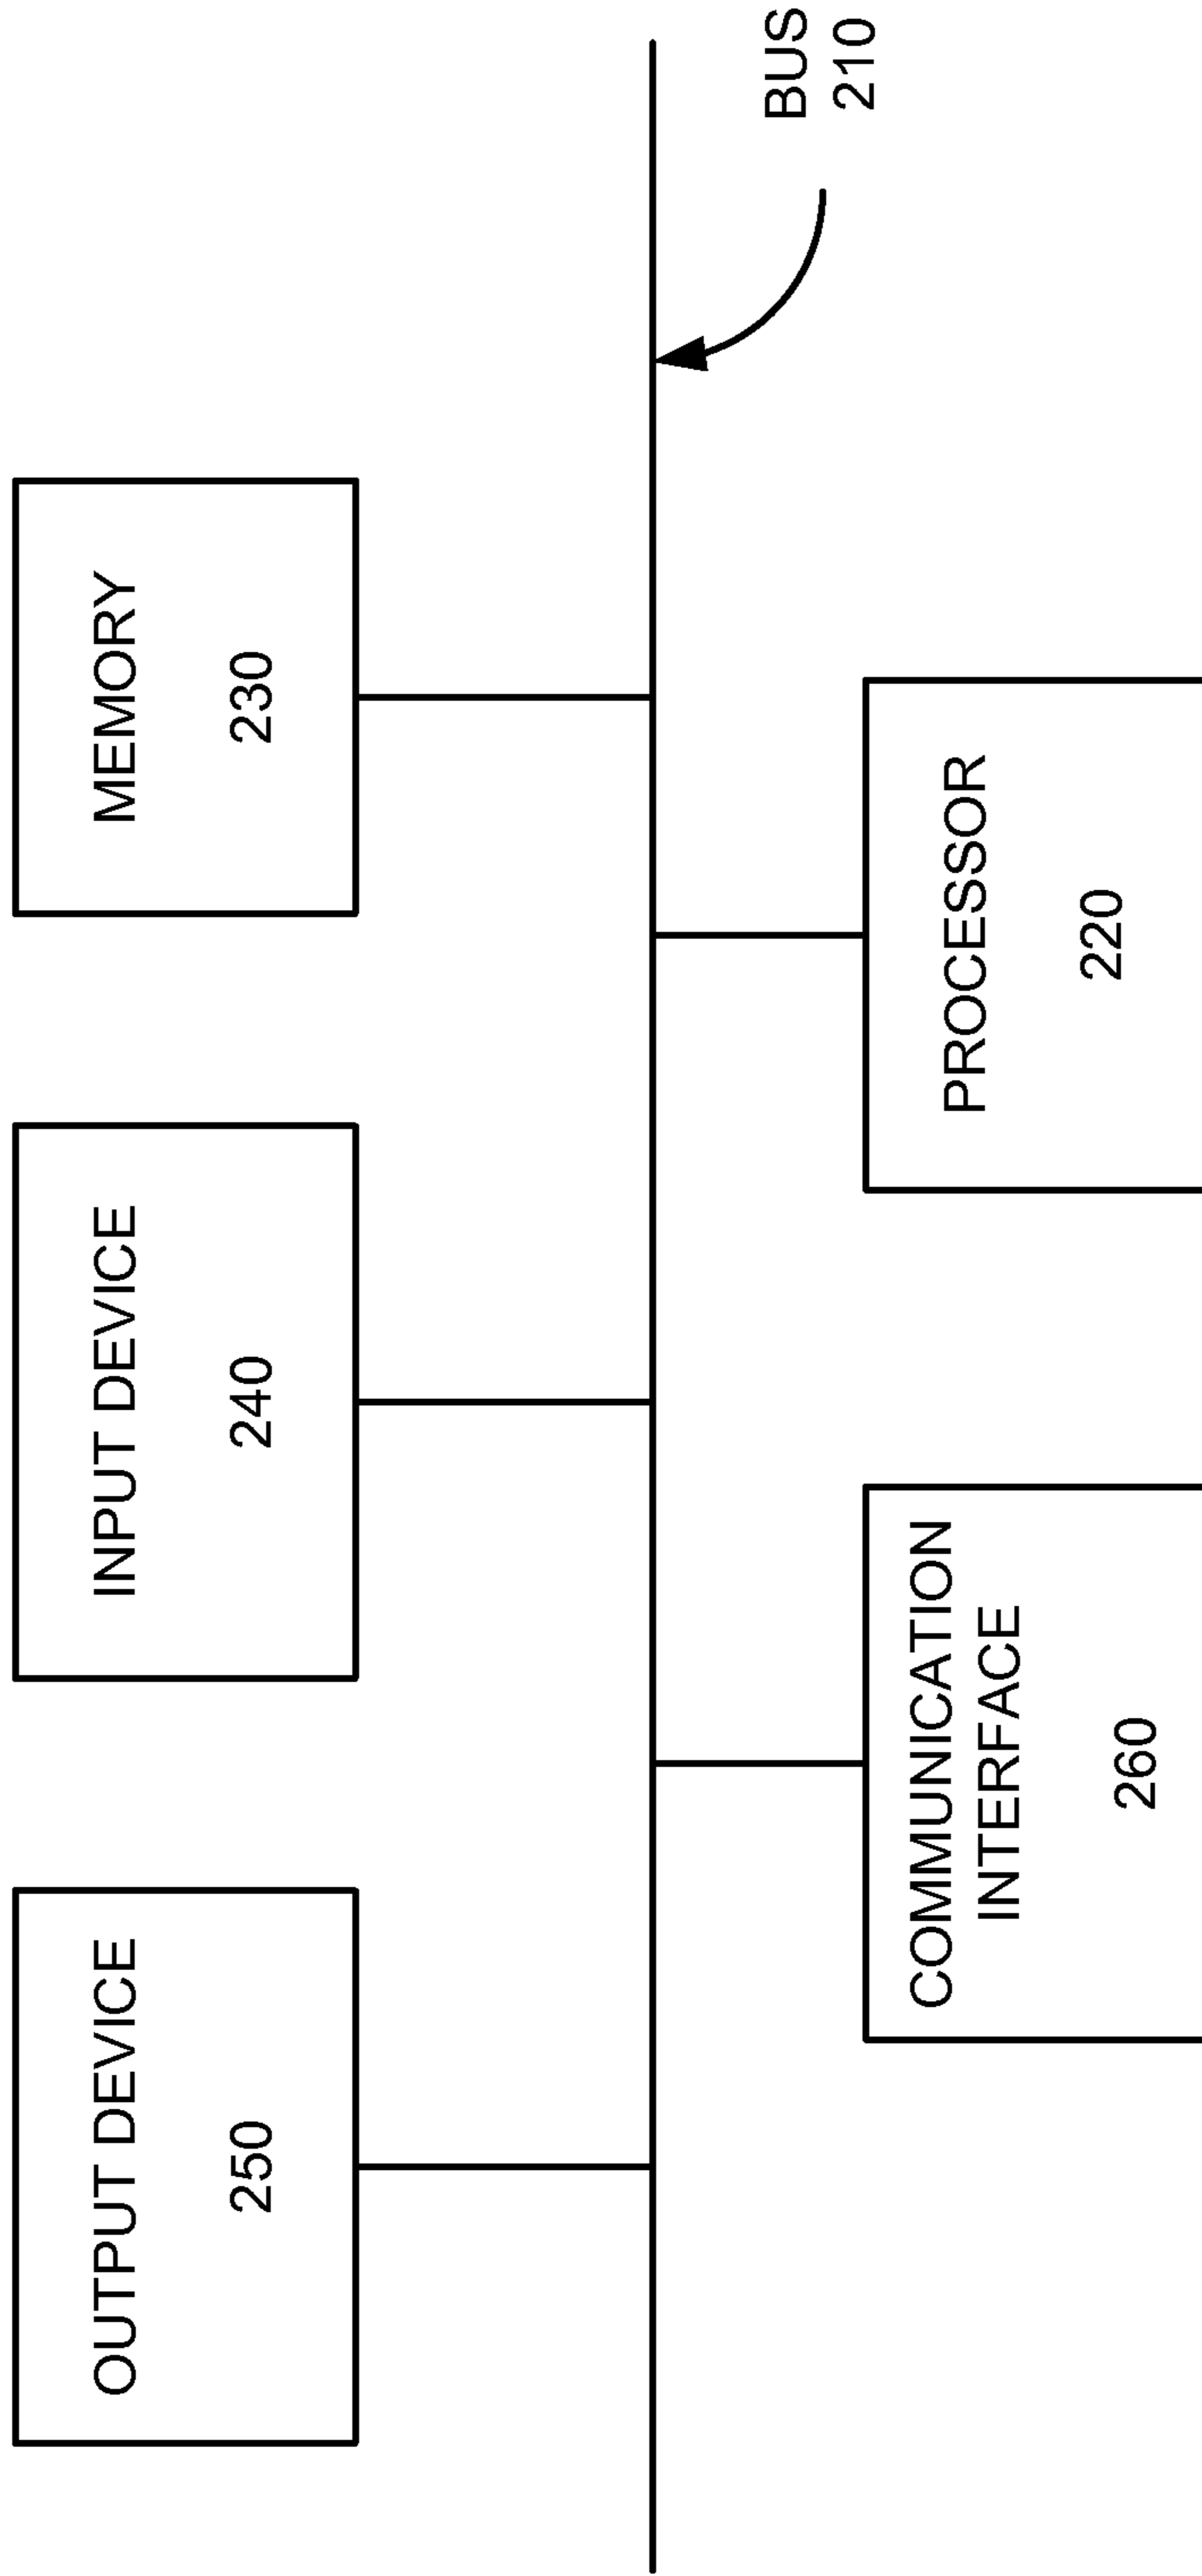 OUTPUT DEVICE
250
INPUT DEVICE
240
MEMORY
230
BUS
210
COMMUNICATION
INTERFACE
260
PROCESSOR
220